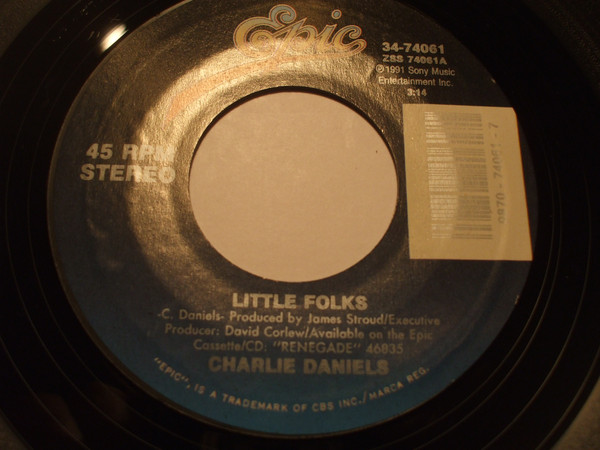 Epic
34-74061
ZSS 74061A
℗1991 Sony Music
Entertainment Inc.
3:14
45 RPM
STEREO
LITTLE FOLKS
-C. Daniels- Produced by James Stroud/Executive
Producer: David Corlew/Available on the Epic
Cassette/CD: "RENEGADE" 46835
CHARLIE DANIELS
"EPIC", IS A TRADEMARK OF CBS INC./MARCA REG.